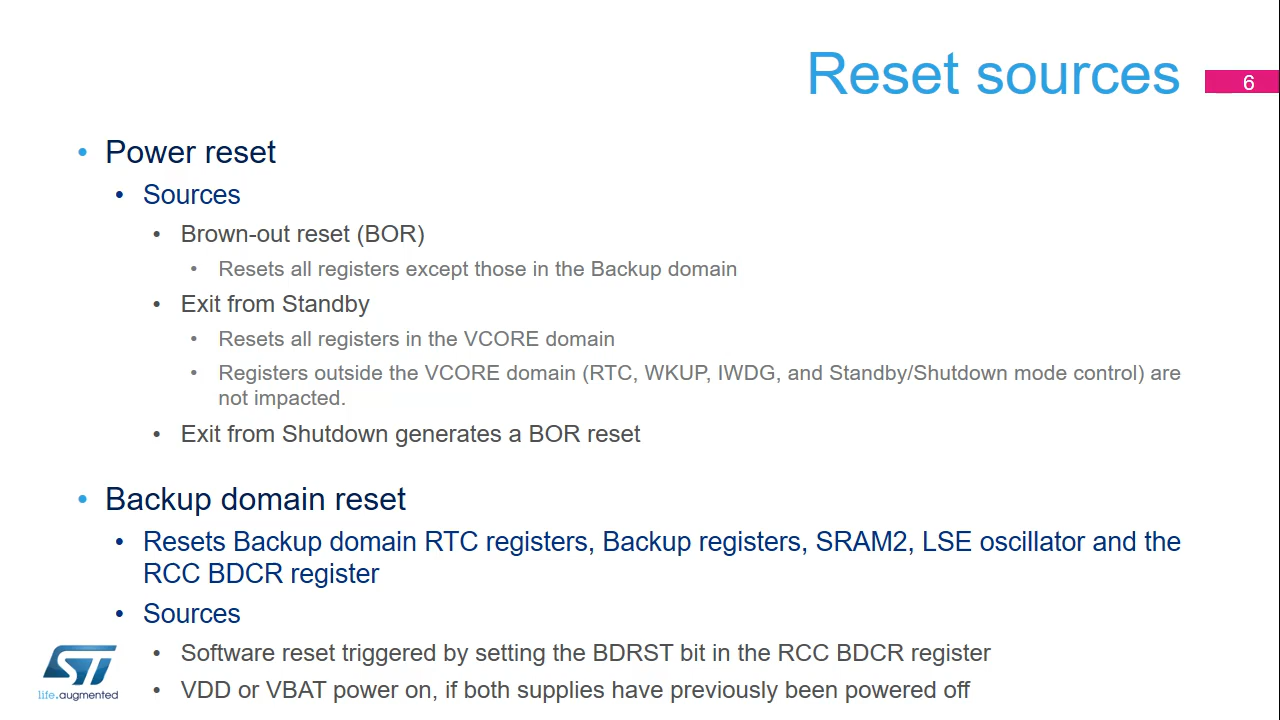 Reset sources
6
• Power reset
• Sources
• Brown-out reset (BOR)
• Resets all registers except those in the Backup domain
• Exit from Standby
• Resets all registers in the VCORE domain
• Registers outside the VCORE domain (RTC, WKUP, IWDG, and Standby/Shutdown mode control) are
not impacted.
• Exit from Shutdown generates a BOR reset
• Backup domain reset
• Resets Backup domain RTC registers, Backup registers, SRAM2, LSE oscillator and the
RCC BDCR register
• Sources
• Software reset triggered by setting the BDRST bit in the RCC BDCR register
• VDD or VBAT power on, if both supplies have previously been powered off
ST
life.augmented